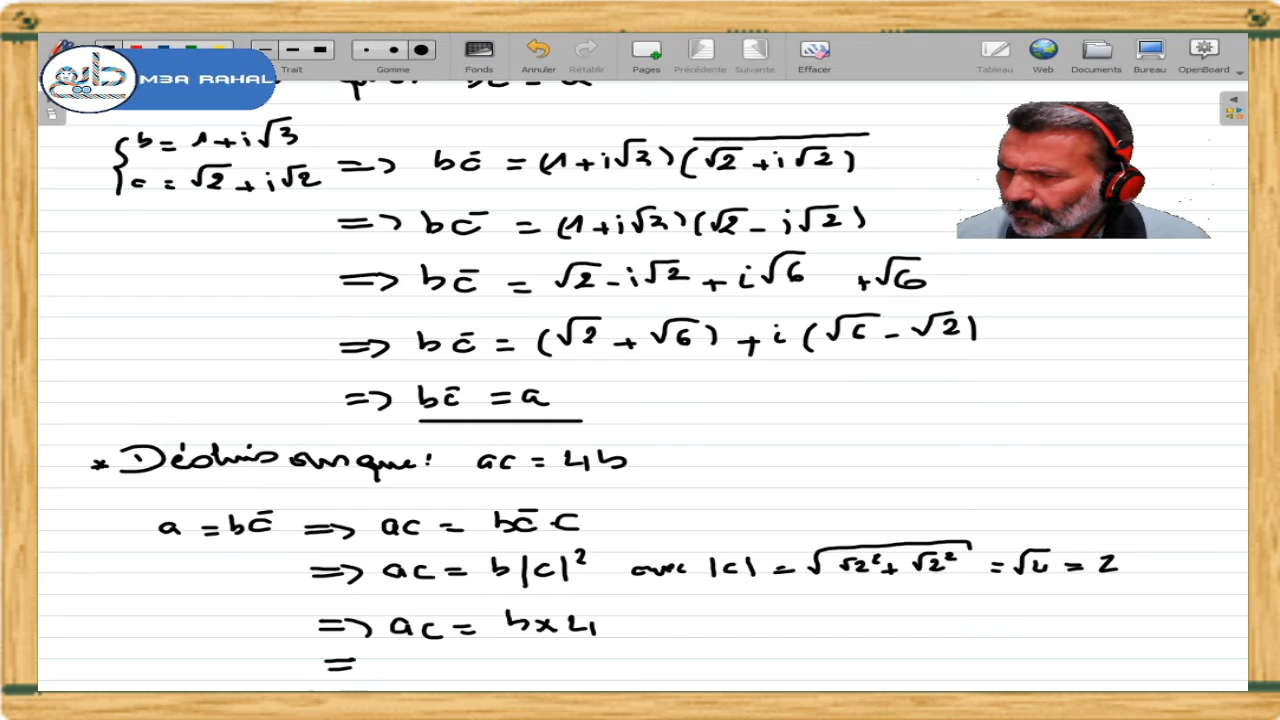 Trait
Gomme
Fonds
Annuler
Rétablir
Pages
Précédente
Suivante
Effacer
Tableau
Web
Documents
Bureau
OpenBoard
دايم
M3A RAHAL
b = 1+i√3
c = √2+i√2
=> bc̄ = (1+i√3)(\overline{√2+i√2})
=> bc̄ = (1+i√3)(√2-i√2)
=> bc̄ = √2-i√2+i√6 +√6
=> bc̄ = (√2+√6)+i(√6-√2)
=> bc̄ = a
* Déduisons que: ac = 4b
a = bc̄ => ac = bc̄·c
=> ac = b|c|² avec |c| = √(√2²+√2²) = √4 = 2
=> ac = b×4
=